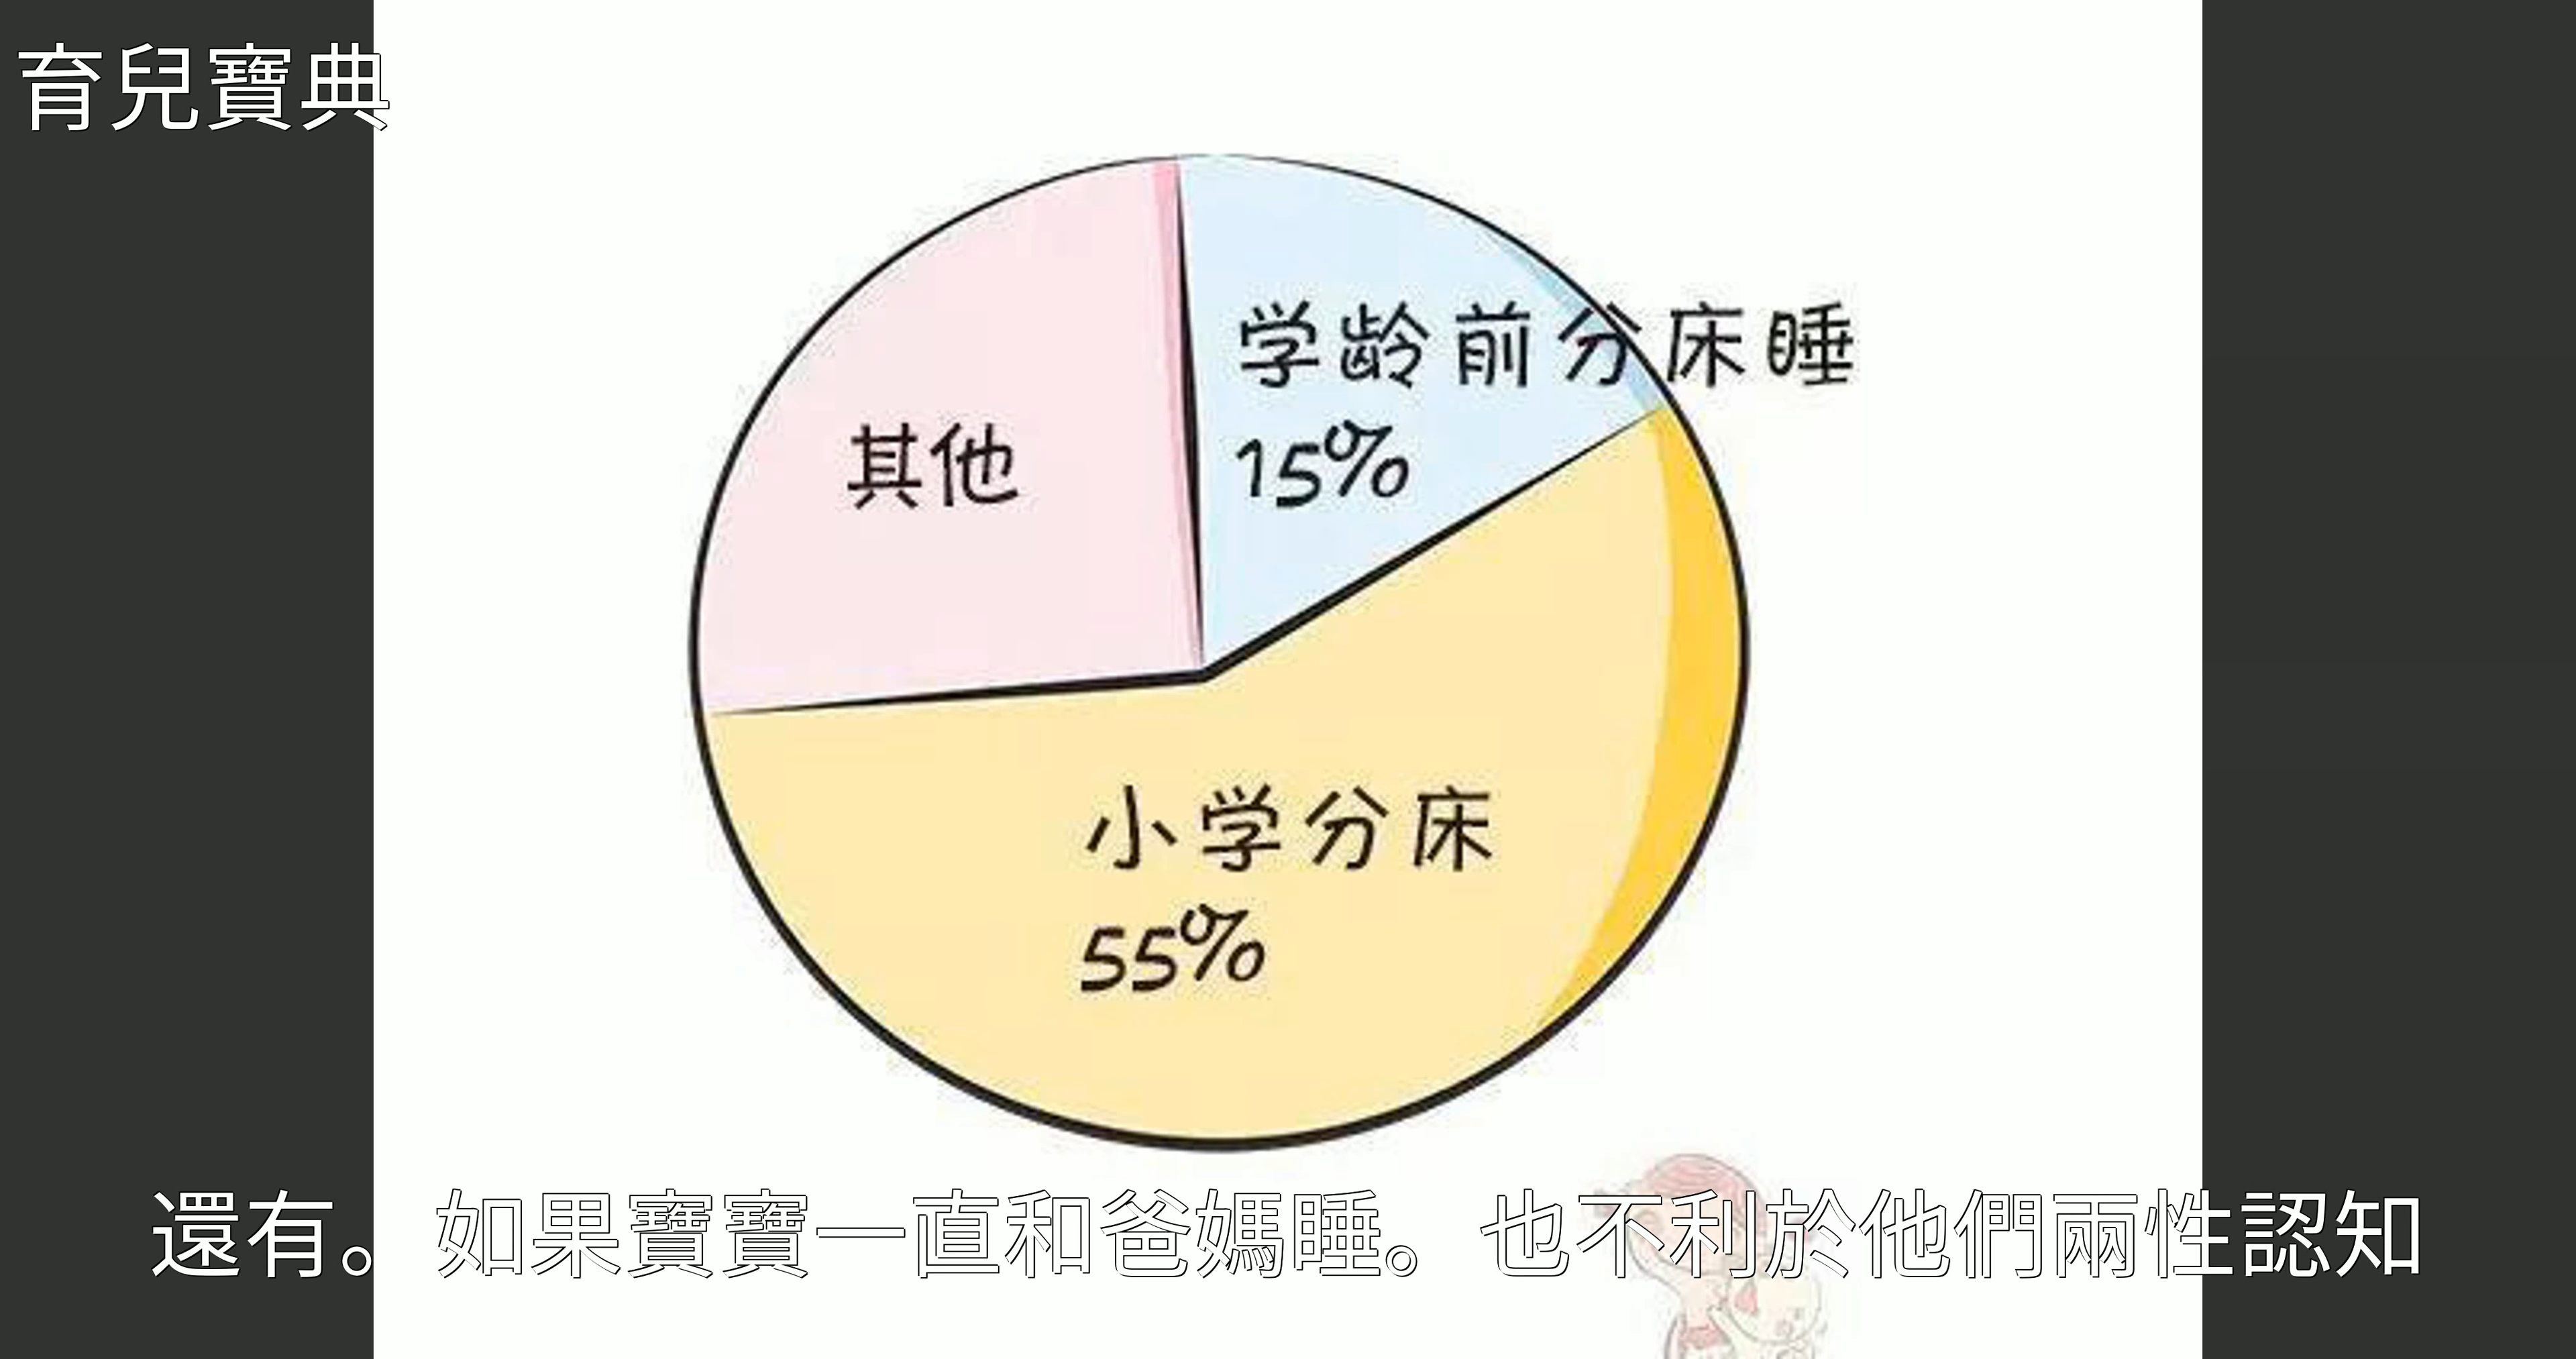 育兒寶典
学龄前分床睡
15%
其他
小学分床
55%
還有。如果寶寶一直和爸媽睡。也不利於他們兩性認知